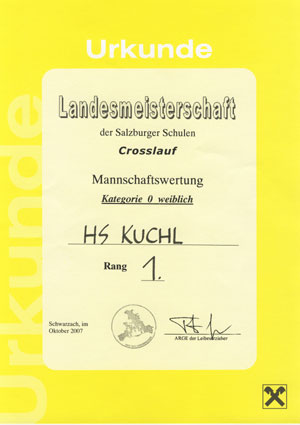 Urkunde
Urkunde
Landesmeisterschaft
der Salzburger Schulen
Crosslauf
Mannschaftswertung
Kategorie 0 weiblich
HS KUCHL
Rang 1.
Schwarzach, im
Oktober 2007
ARGE der Leibeserzieher